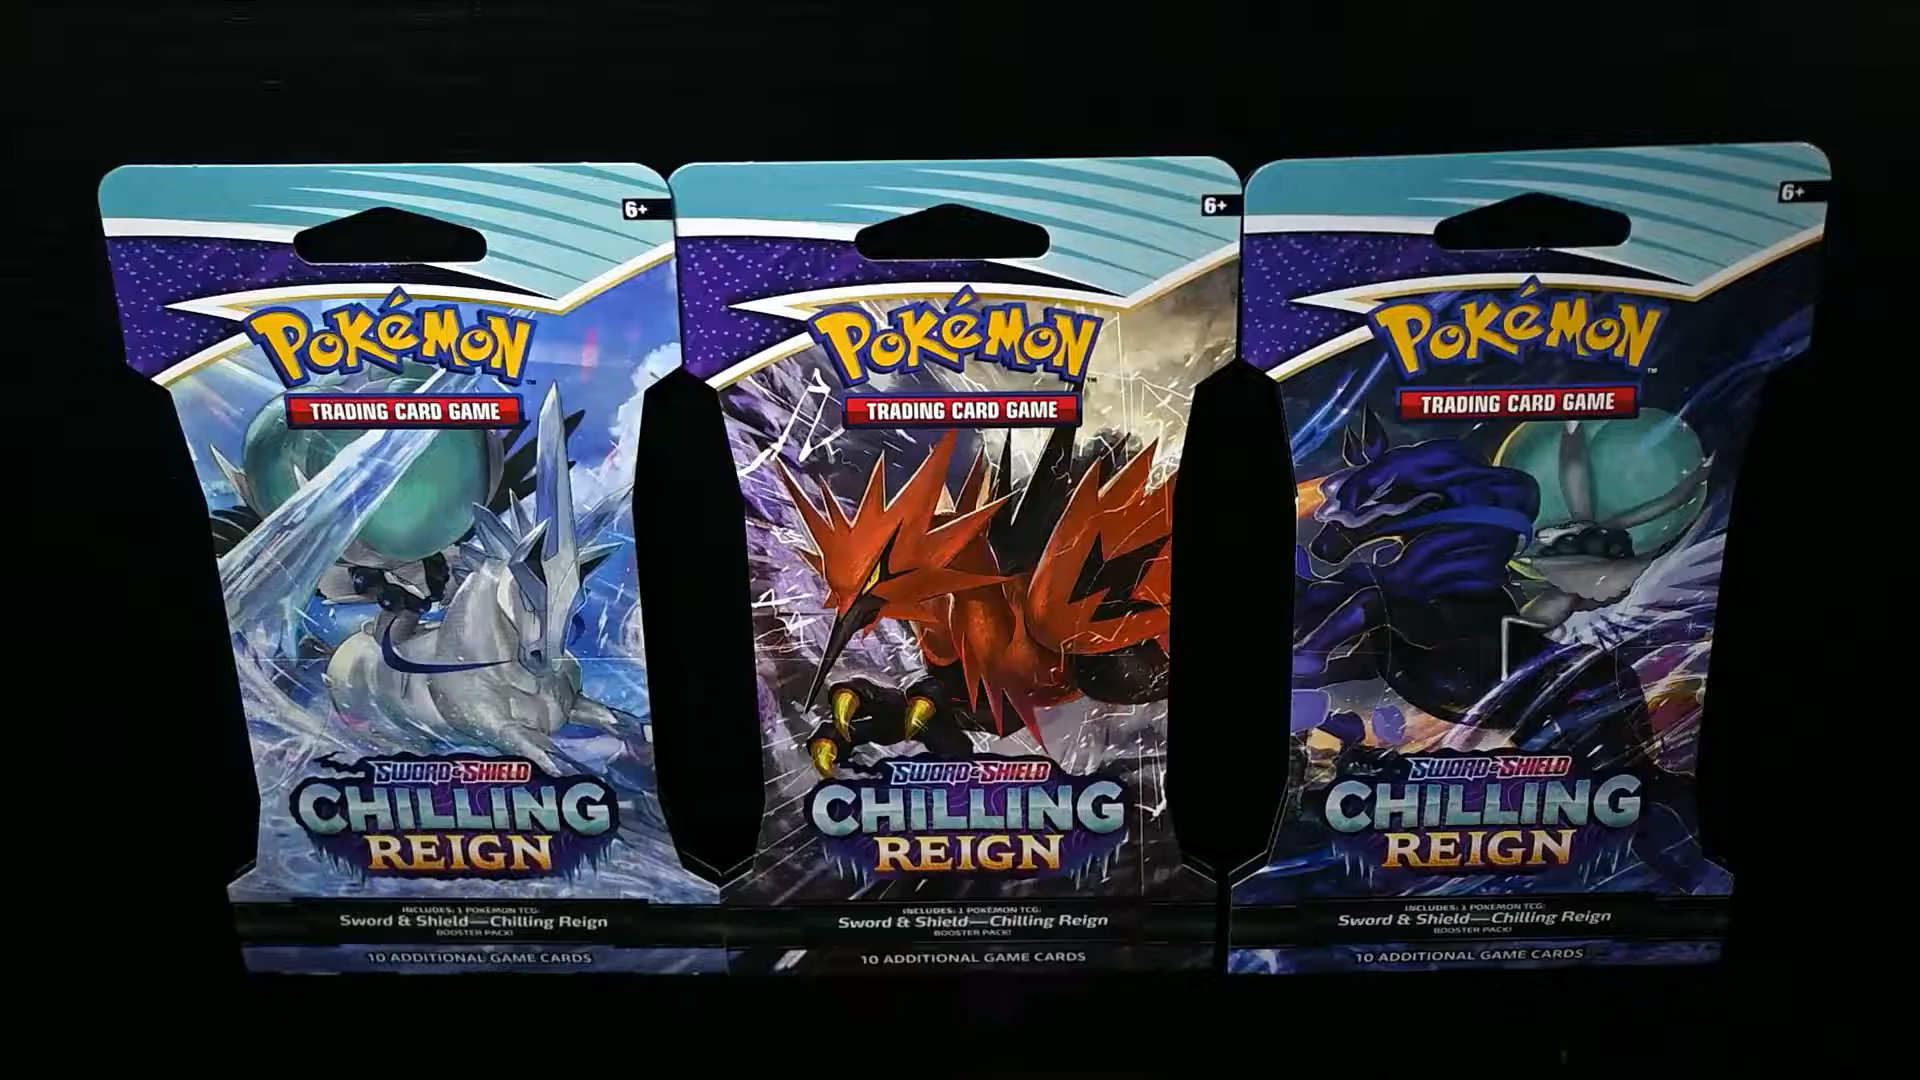 6+
POKéMON
TRADING CARD GAME
SWORD & SHIELD
CHILLING
REIGN
INCLUDES: 1 POKÉMON TCG:
Sword & Shield—Chilling Reign
BOOSTER PACK!
10 ADDITIONAL GAME CARDS
6+
POKéMON
TRADING CARD GAME
SWORD & SHIELD
CHILLING
REIGN
INCLUDES: 1 POKÉMON TCG:
Sword & Shield—Chilling Reign
BOOSTER PACK!
10 ADDITIONAL GAME CARDS
6+
POKéMON
TRADING CARD GAME
SWORD & SHIELD
CHILLING
REIGN
INCLUDES: 1 POKÉMON TCG:
Sword & Shield—Chilling Reign
BOOSTER PACK!
10 ADDITIONAL GAME CARDS